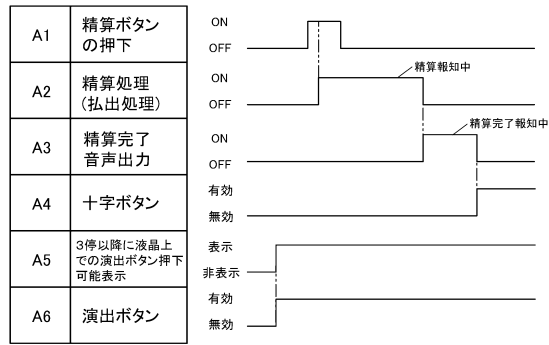 A1
精算ボタン
の押下
ON
OFF
A2
精算処理
(払出処理)
ON
OFF
精算報知中
A3
精算完了
音声出力
ON
OFF
精算完了報知中
A4
十字ボタン
有効
無効
A5
3停以降に液晶上
での演出ボタン押下
可能表示
表示
非表示
A6
演出ボタン
有効
無効